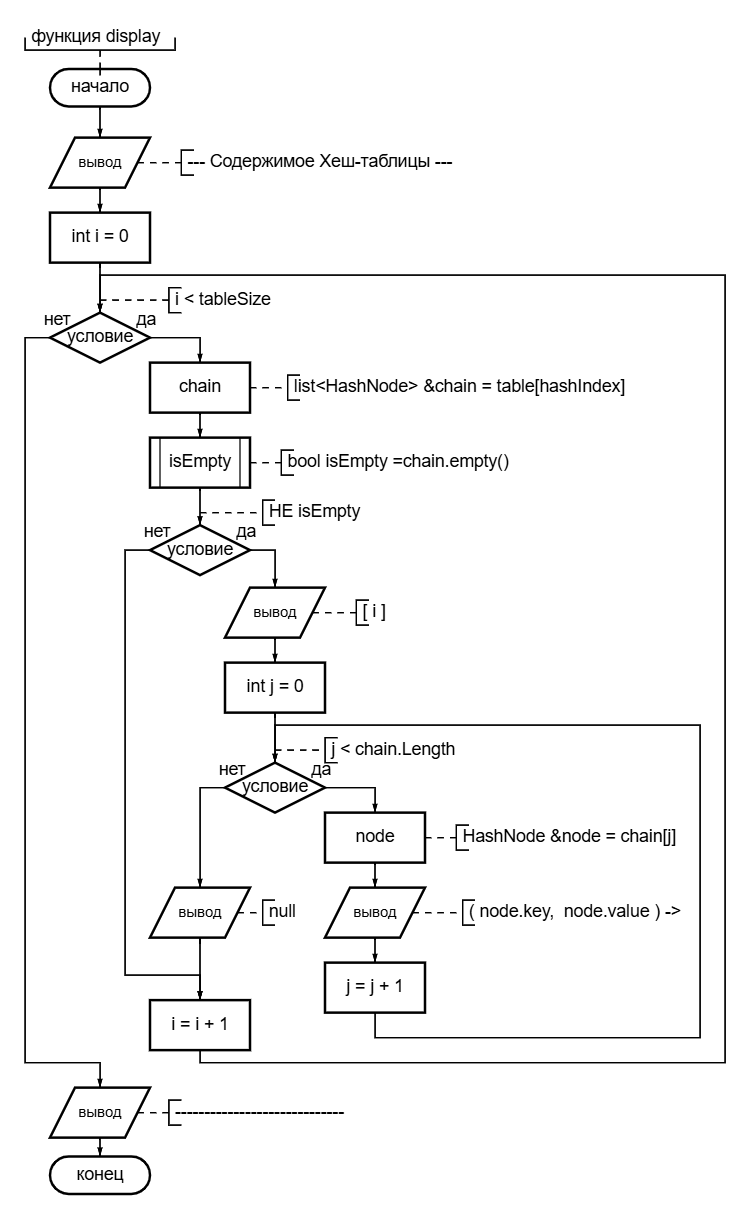 функция display
начало
вывод
--- Содержимое Хеш-таблицы ---
int i = 0
i < tableSize
нет
да
условие
chain
list<HashNode> &chain = table[hashIndex]
isEmpty
bool isEmpty =chain.empty()
НЕ isEmpty
нет
да
условие
вывод
[ i ]
int j = 0
j < chain.Length
нет
да
условие
node
HashNode &node = chain[j]
вывод
null
вывод
( node.key,  node.value ) ->
j = j + 1
i = i + 1
вывод
-----------------------------
конец